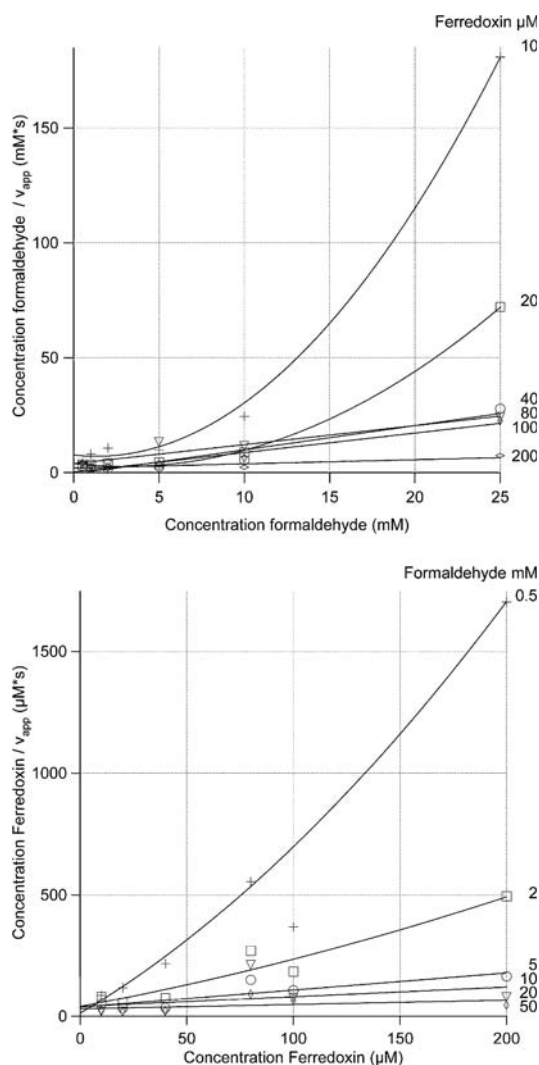 Ferredoxin µM
10
150
100
50
0
20
40
80
100
200
0 5 10 15 20 25
Concentration formaldehyde (mM)
Concentration formaldehyde / v_app (mM*s)
Formaldehyde mM
0.5
1500
1000
500
0
2
5
10
20
50
0 50 100 150 200
Concentration Ferredoxin (µM)
Concentration Ferredoxin / v_app (µM*s)